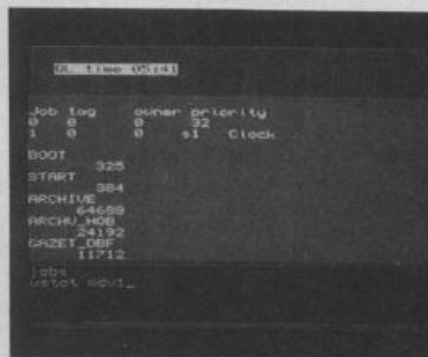 QL time 05:41
Job tag owner priority
0 0 0 32
1 0 0 s1 Clock
BOOT
325
START
384
ARCHIVE
64688
ARCHV_HOB
24192
GAZET_DBF
11712
jobs
wstat mdv1_